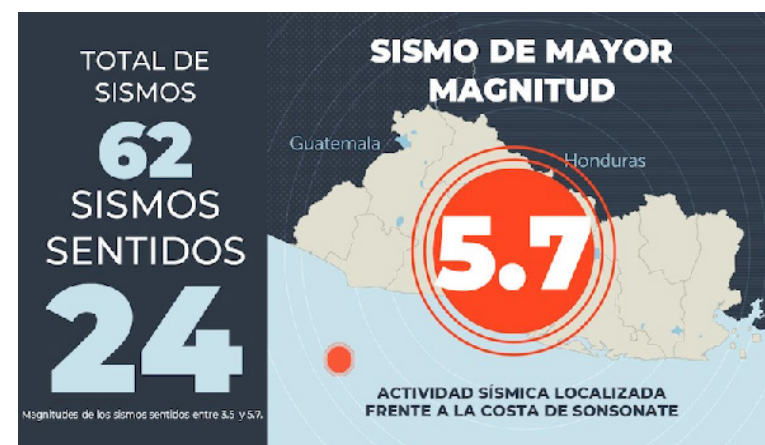 TOTAL DE
SISMOS
62
SISMOS
SENTIDOS
24
Magnitudes de los sismos sentidos entre 3.5 y 5.7.
SISMO DE MAYOR
MAGNITUD
Guatemala
Honduras
5.7
ACTIVIDAD SÍSMICA LOCALIZADA
FRENTE A LA COSTA DE SONSONATE